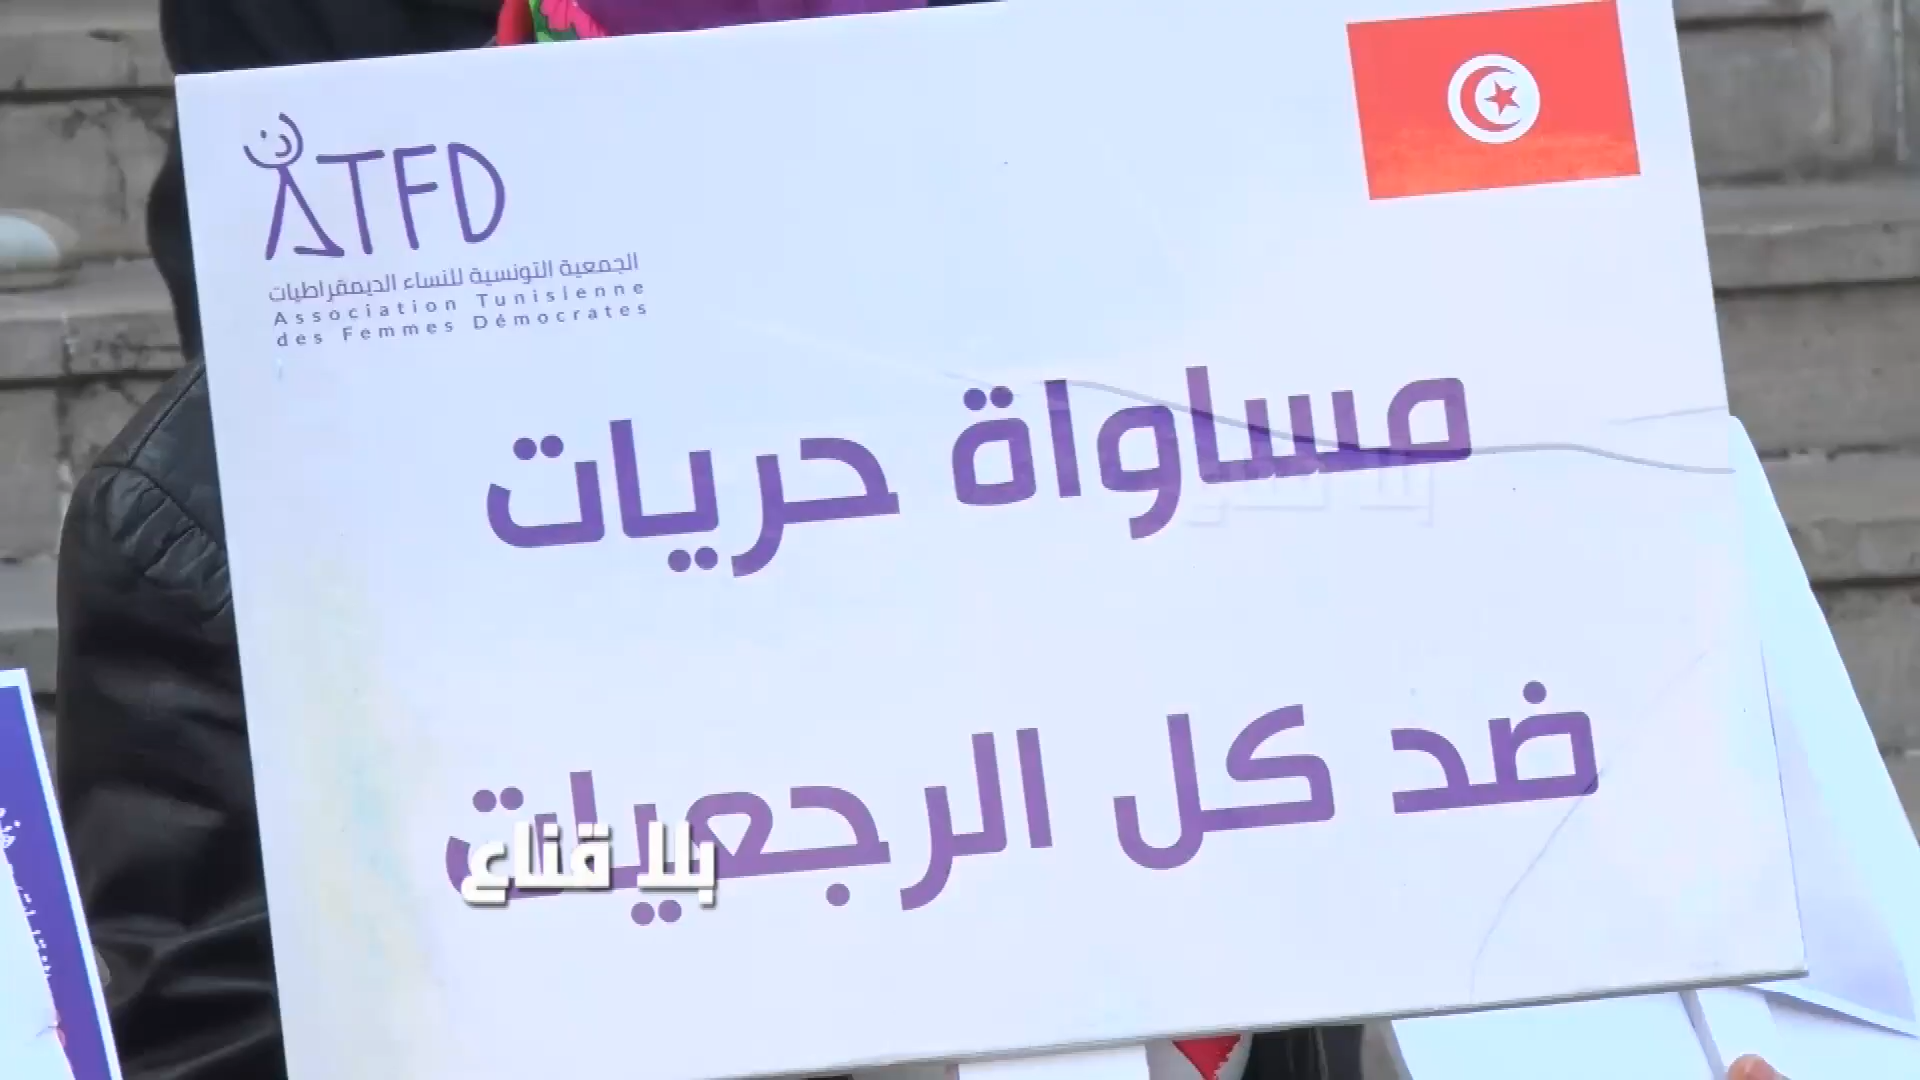 ATFD
الجمعية التونسية للنساء الديمقراطيات
Association Tunisienne
des Femmes Démocrates
مساواة حريات
ضد كل الرجعيات
بلا قناع